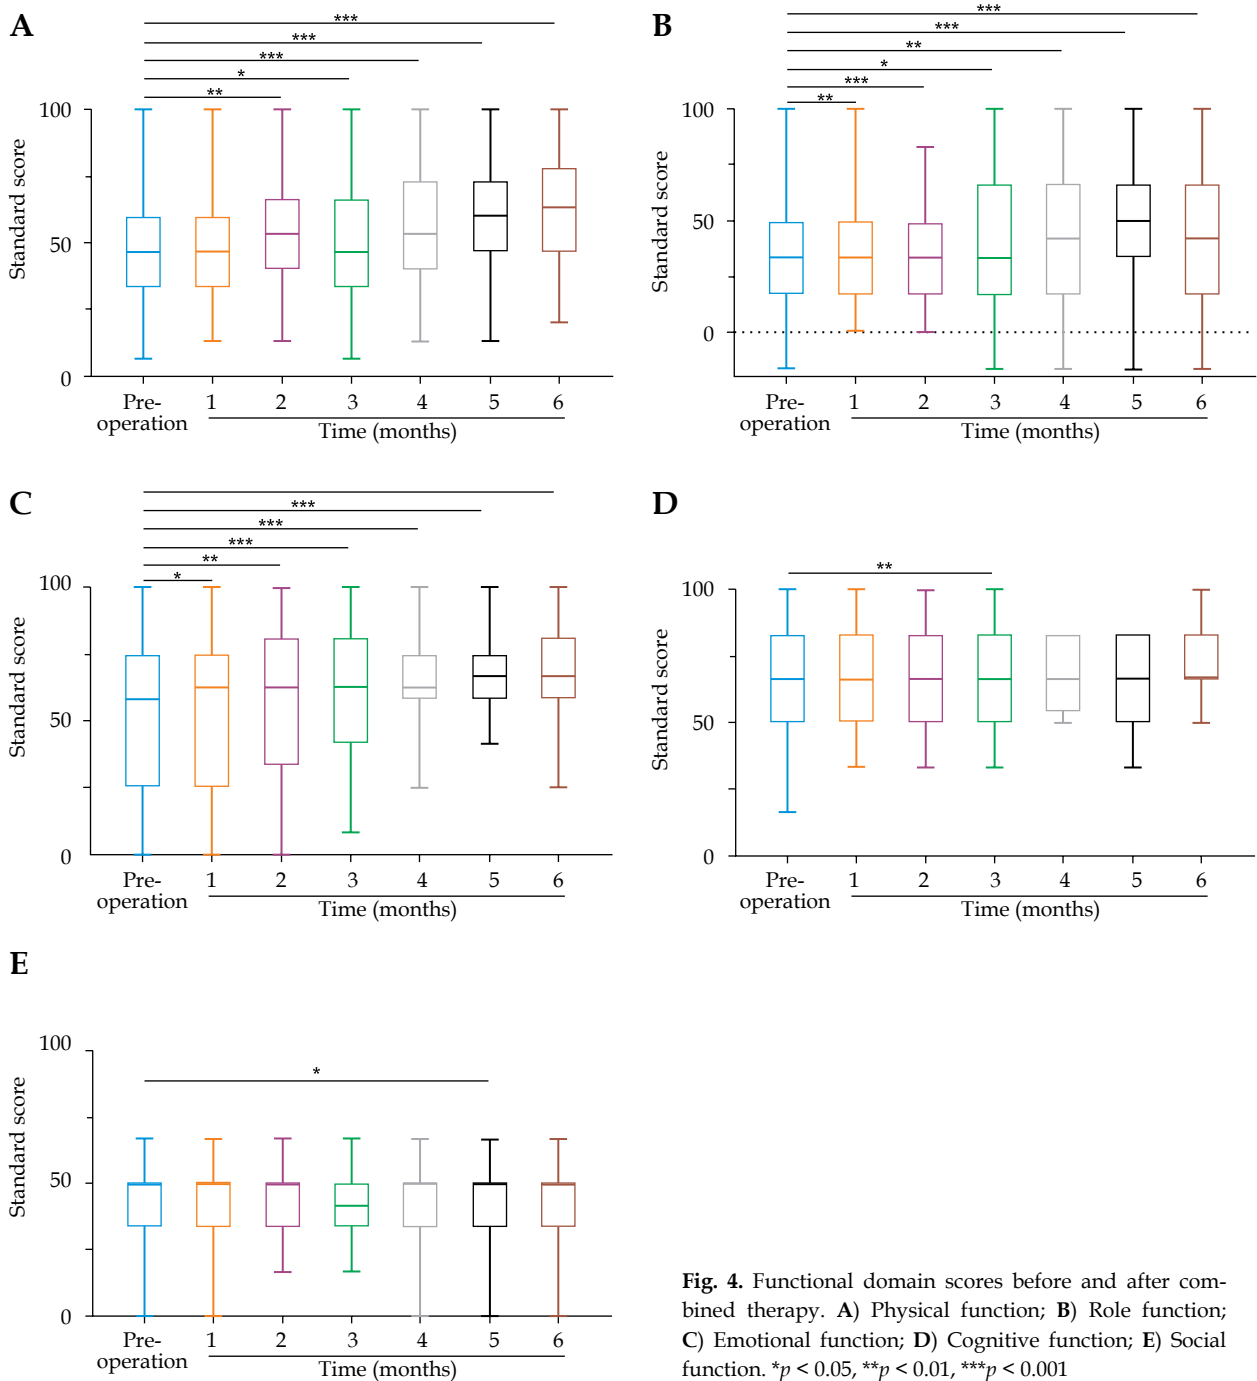 A
***
***
***
*
**
Standard score
100
50
0
Pre-
operation
1 2 3 4 5 6
Time (months)
B
***
***
**
*
***
**
Standard score
100
50
0
Pre-
operation
1 2 3 4 5 6
Time (months)
C
***
***
***
**
*
Standard score
100
50
0
Pre-
operation
1 2 3 4 5 6
Time (months)
D
**
Standard score
100
50
0
Pre-
operation
1 2 3 4 5 6
Time (months)
E
*
Standard score
100
50
0
Pre-
operation
1 2 3 4 5 6
Time (months)
Fig. 4. Functional domain scores before and after com-
bined therapy. A) Physical function; B) Role function;
C) Emotional function; D) Cognitive function; E) Social
function. *p < 0.05, **p < 0.01, ***p < 0.001